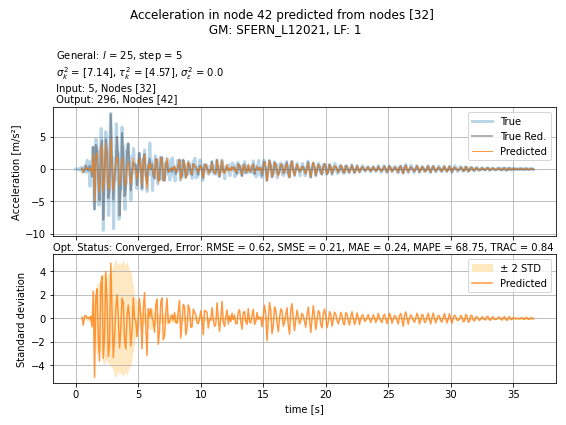 Acceleration in node 42 predicted from nodes [32]
GM: SFERN_L12021, LF: 1
General: l = 25, step = 5
σ²ₖ = [7.14], τ²ₖ = [4.57], σ²ε = 0.0
Input: 5, Nodes [32]
Output: 296, Nodes [42]
Acceleration [m/s²]
5
0
−5
−10
True
True Red.
Predicted
Opt. Status: Converged, Error: RMSE = 0.62, SMSE = 0.21, MAE = 0.24, MAPE = 68.75, TRAC = 0.84
Standard deviation
4
2
0
−2
−4
± 2 STD
Predicted
0 5 10 15 20 25 30 35
time [s]